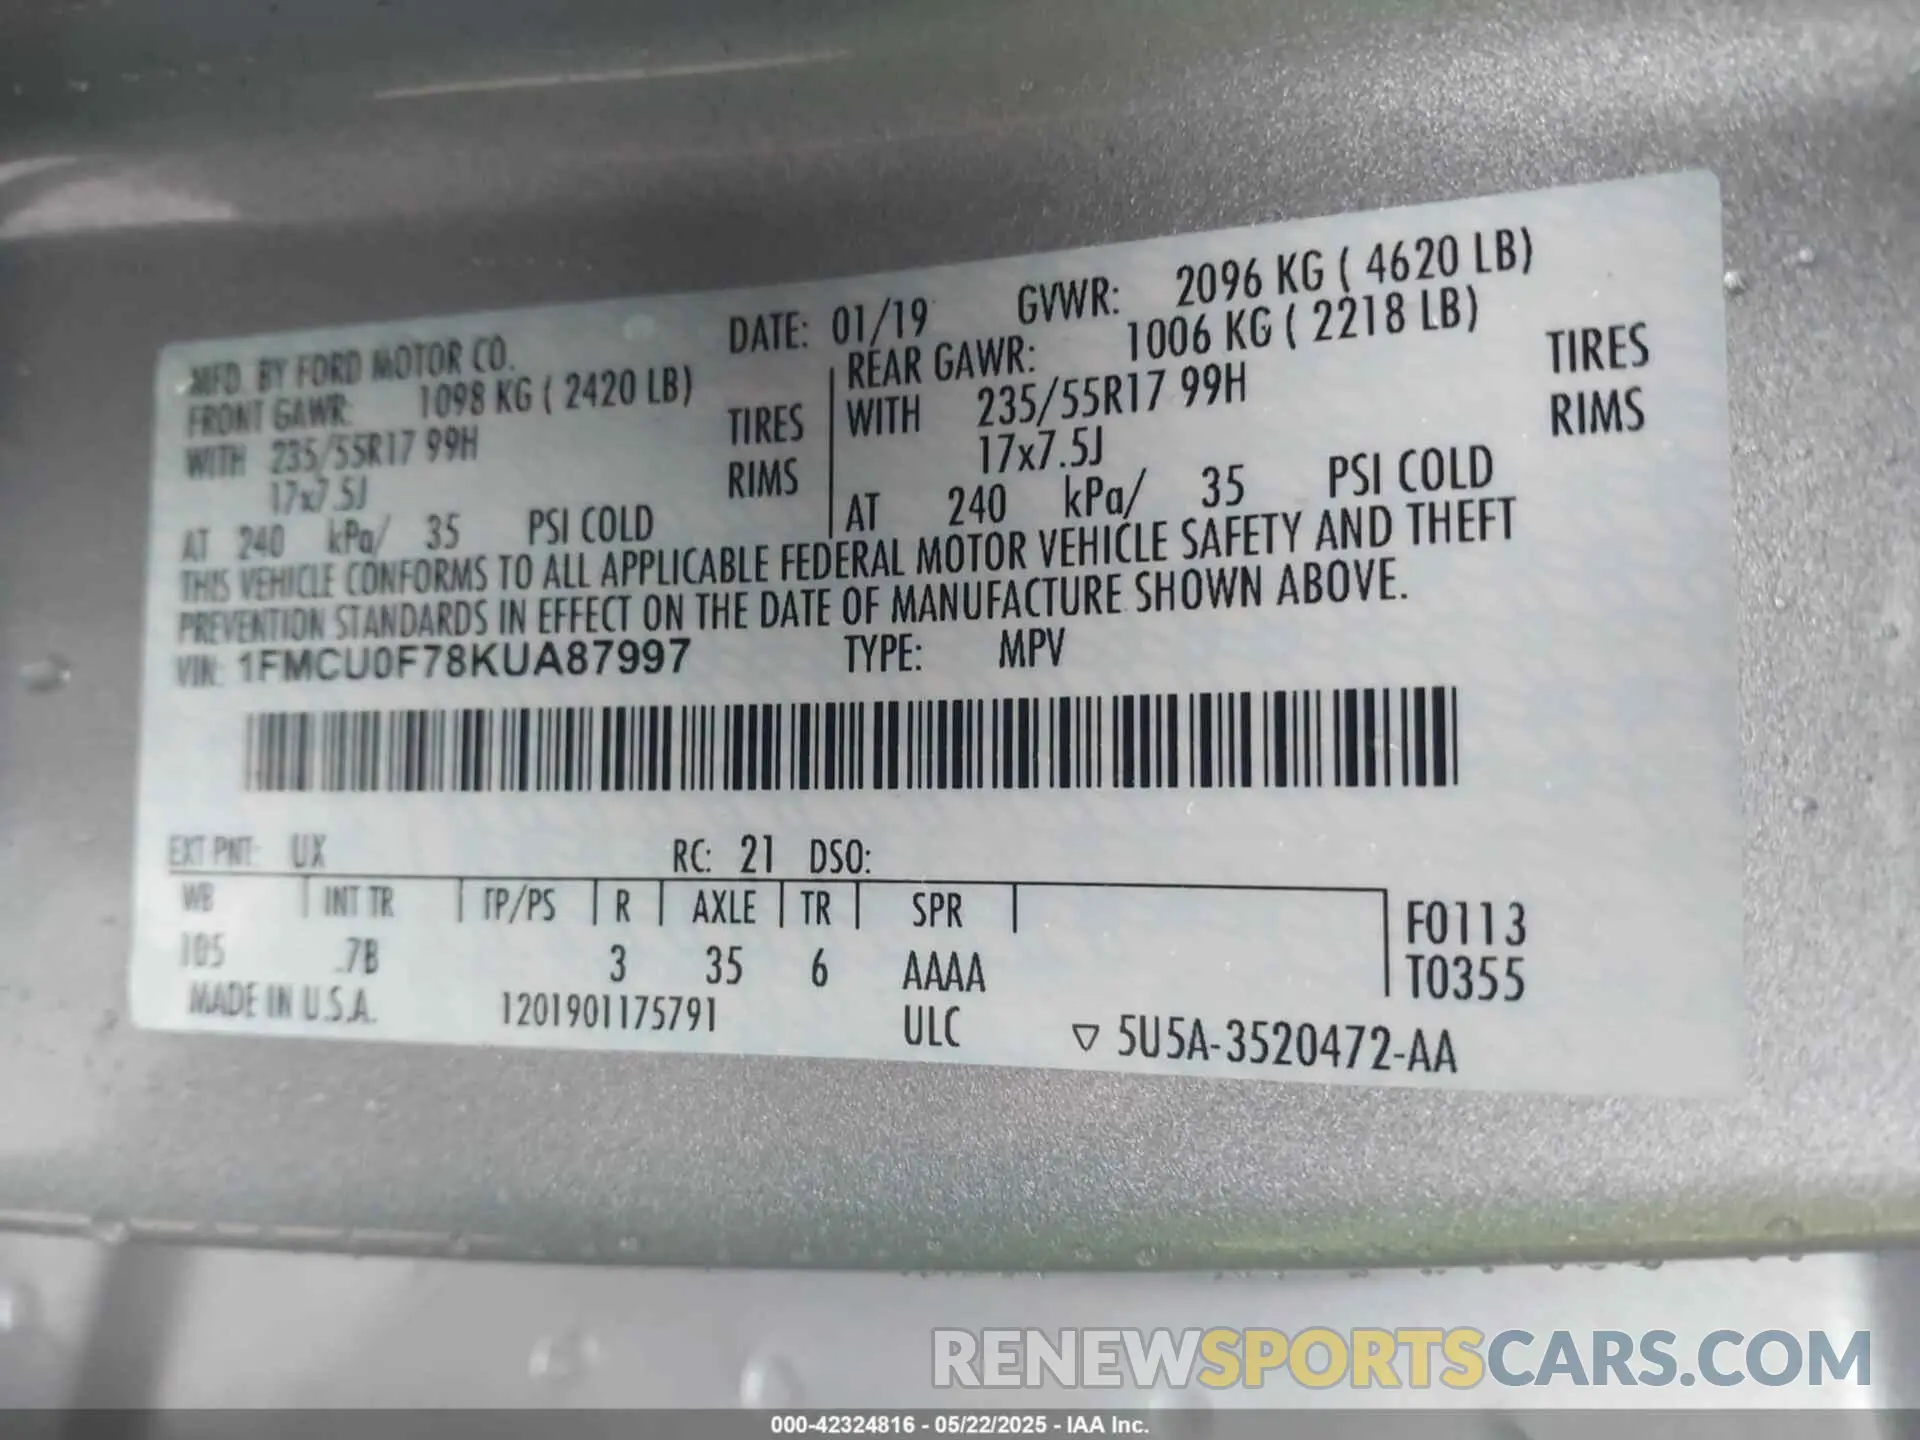 MFD. BY FORD MOTOR CO. DATE: 01/19 GVWR: 2096 KG ( 4620 LB)
FRONT GAWR: 1098 KG ( 2420 LB) REAR GAWR: 1006 KG ( 2218 LB)
WITH 235/55R17 99H TIRES WITH 235/55R17 99H TIRES
17x7.5J RIMS 17x7.5J RIMS
AT 240 kPa/ 35 PSI COLD AT 240 kPa/ 35 PSI COLD
THIS VEHICLE CONFORMS TO ALL APPLICABLE FEDERAL MOTOR VEHICLE SAFETY AND THEFT
PREVENTION STANDARDS IN EFFECT ON THE DATE OF MANUFACTURE SHOWN ABOVE.
VIN: 1FMCU0F78KUA87997 TYPE: MPV
EXT PNT: UX RC: 21 DSO:
WB INT TR TP/PS R AXLE TR SPR F0113
105 .7B 3 35 6 AAAA T0355
MADE IN U.S.A. 1201901175791 ULC ▽ 5U5A-3520472-AA
RENEWSPORTSCARS.COM
000-42324816 - 05/22/2025 - IAA Inc.